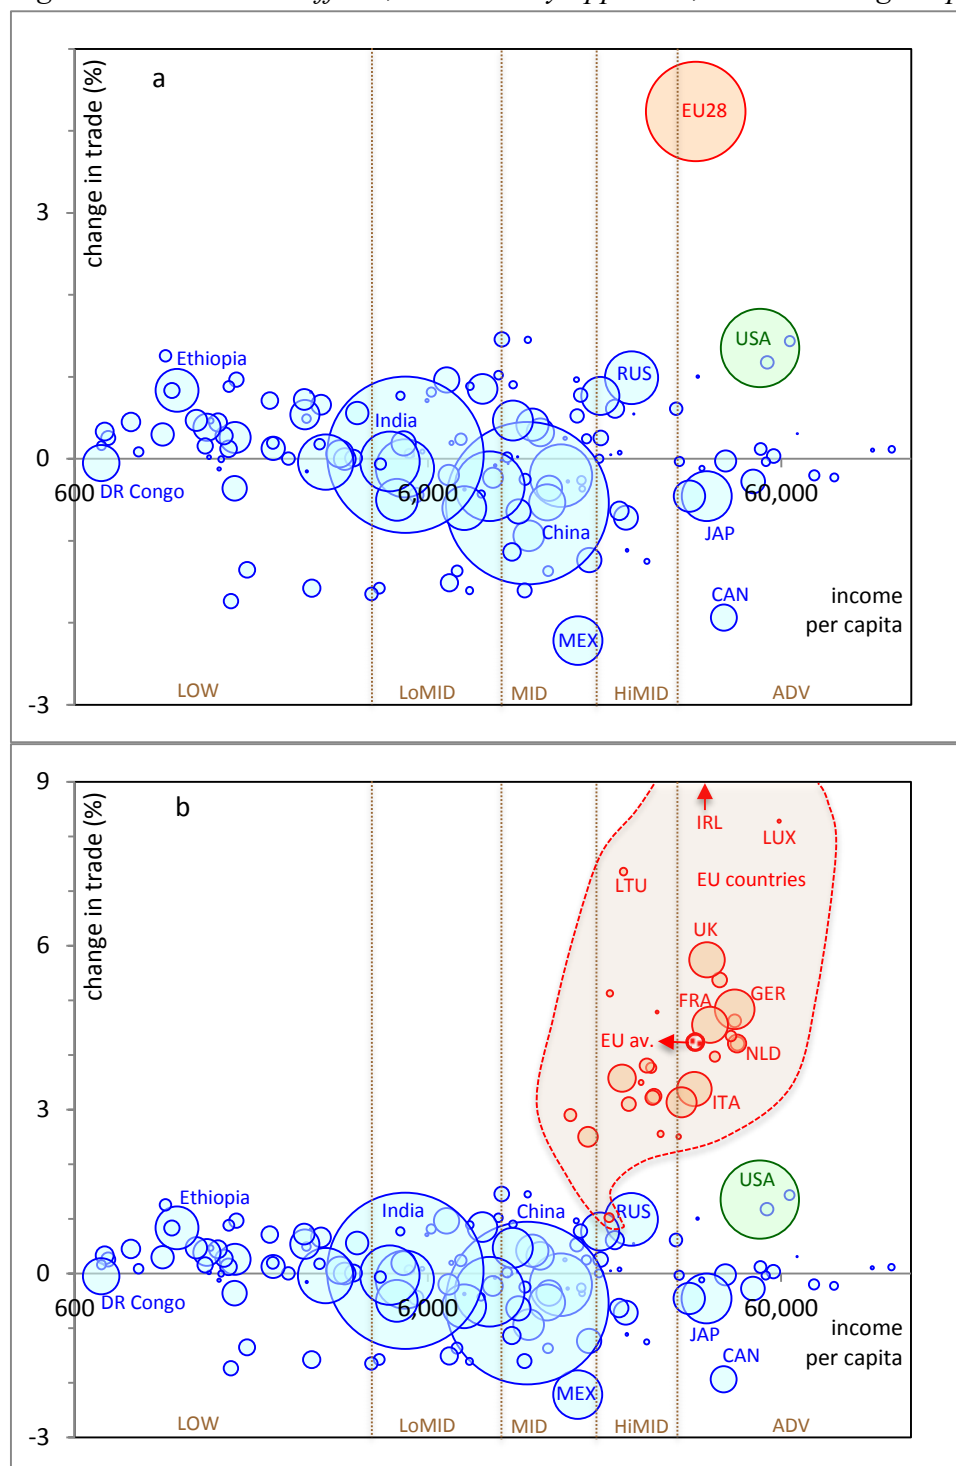 a
change in trade (%)
EU28
3
USA
Ethiopia
RUS
India
0
600
6,000
60,000
DR Congo
China
JAP
CAN
income
per capita
MEX
LOW
LoMID
MID
HiMID
ADV
-3
9
b
change in trade (%)
IRL
LUX
LTU
EU countries
6
UK
FRA
GER
EU av.
NLD
3
ITA
USA
Ethiopia
India
China
RUS
0
600
6,000
60,000
DR Congo
JAP
income
per capita
CAN
MEX
LOW
LoMID
MID
HiMID
ADV
-3